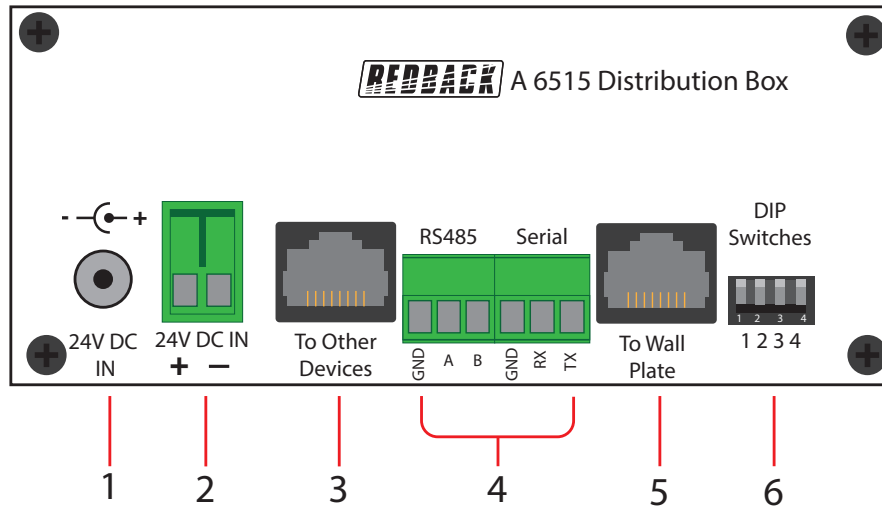 REDBACK A 6515 Distribution Box
- +
DIP
Switches
RS485 Serial
1 2 3 4
24V DC
IN
24V DC IN
+ −
To Other
Devices
GND A B GND RX TX
To Wall
Plate
1 2 3 4
1 2 3 4 5 6